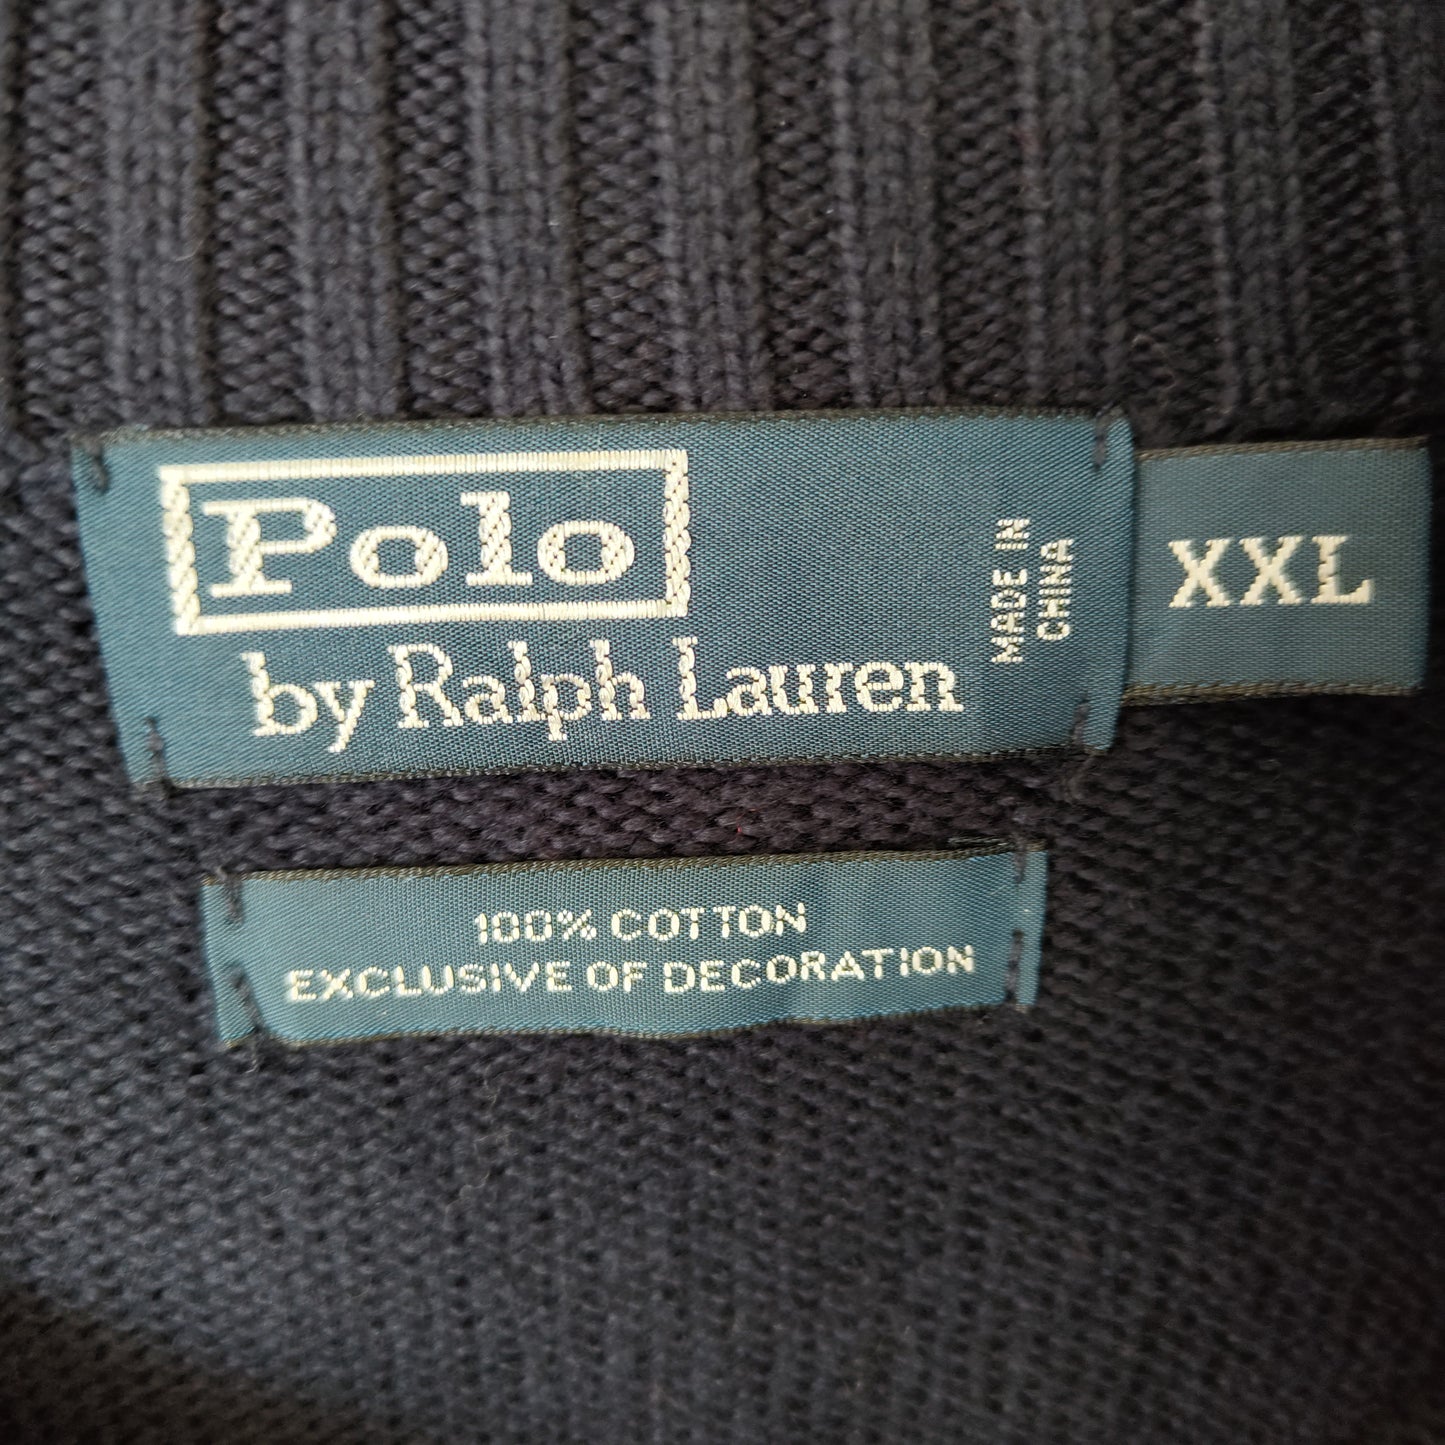 Polo
by Ralph Lauren
MADE IN
CHINA
XXL
100% COTTON
EXCLUSIVE OF DECORATION